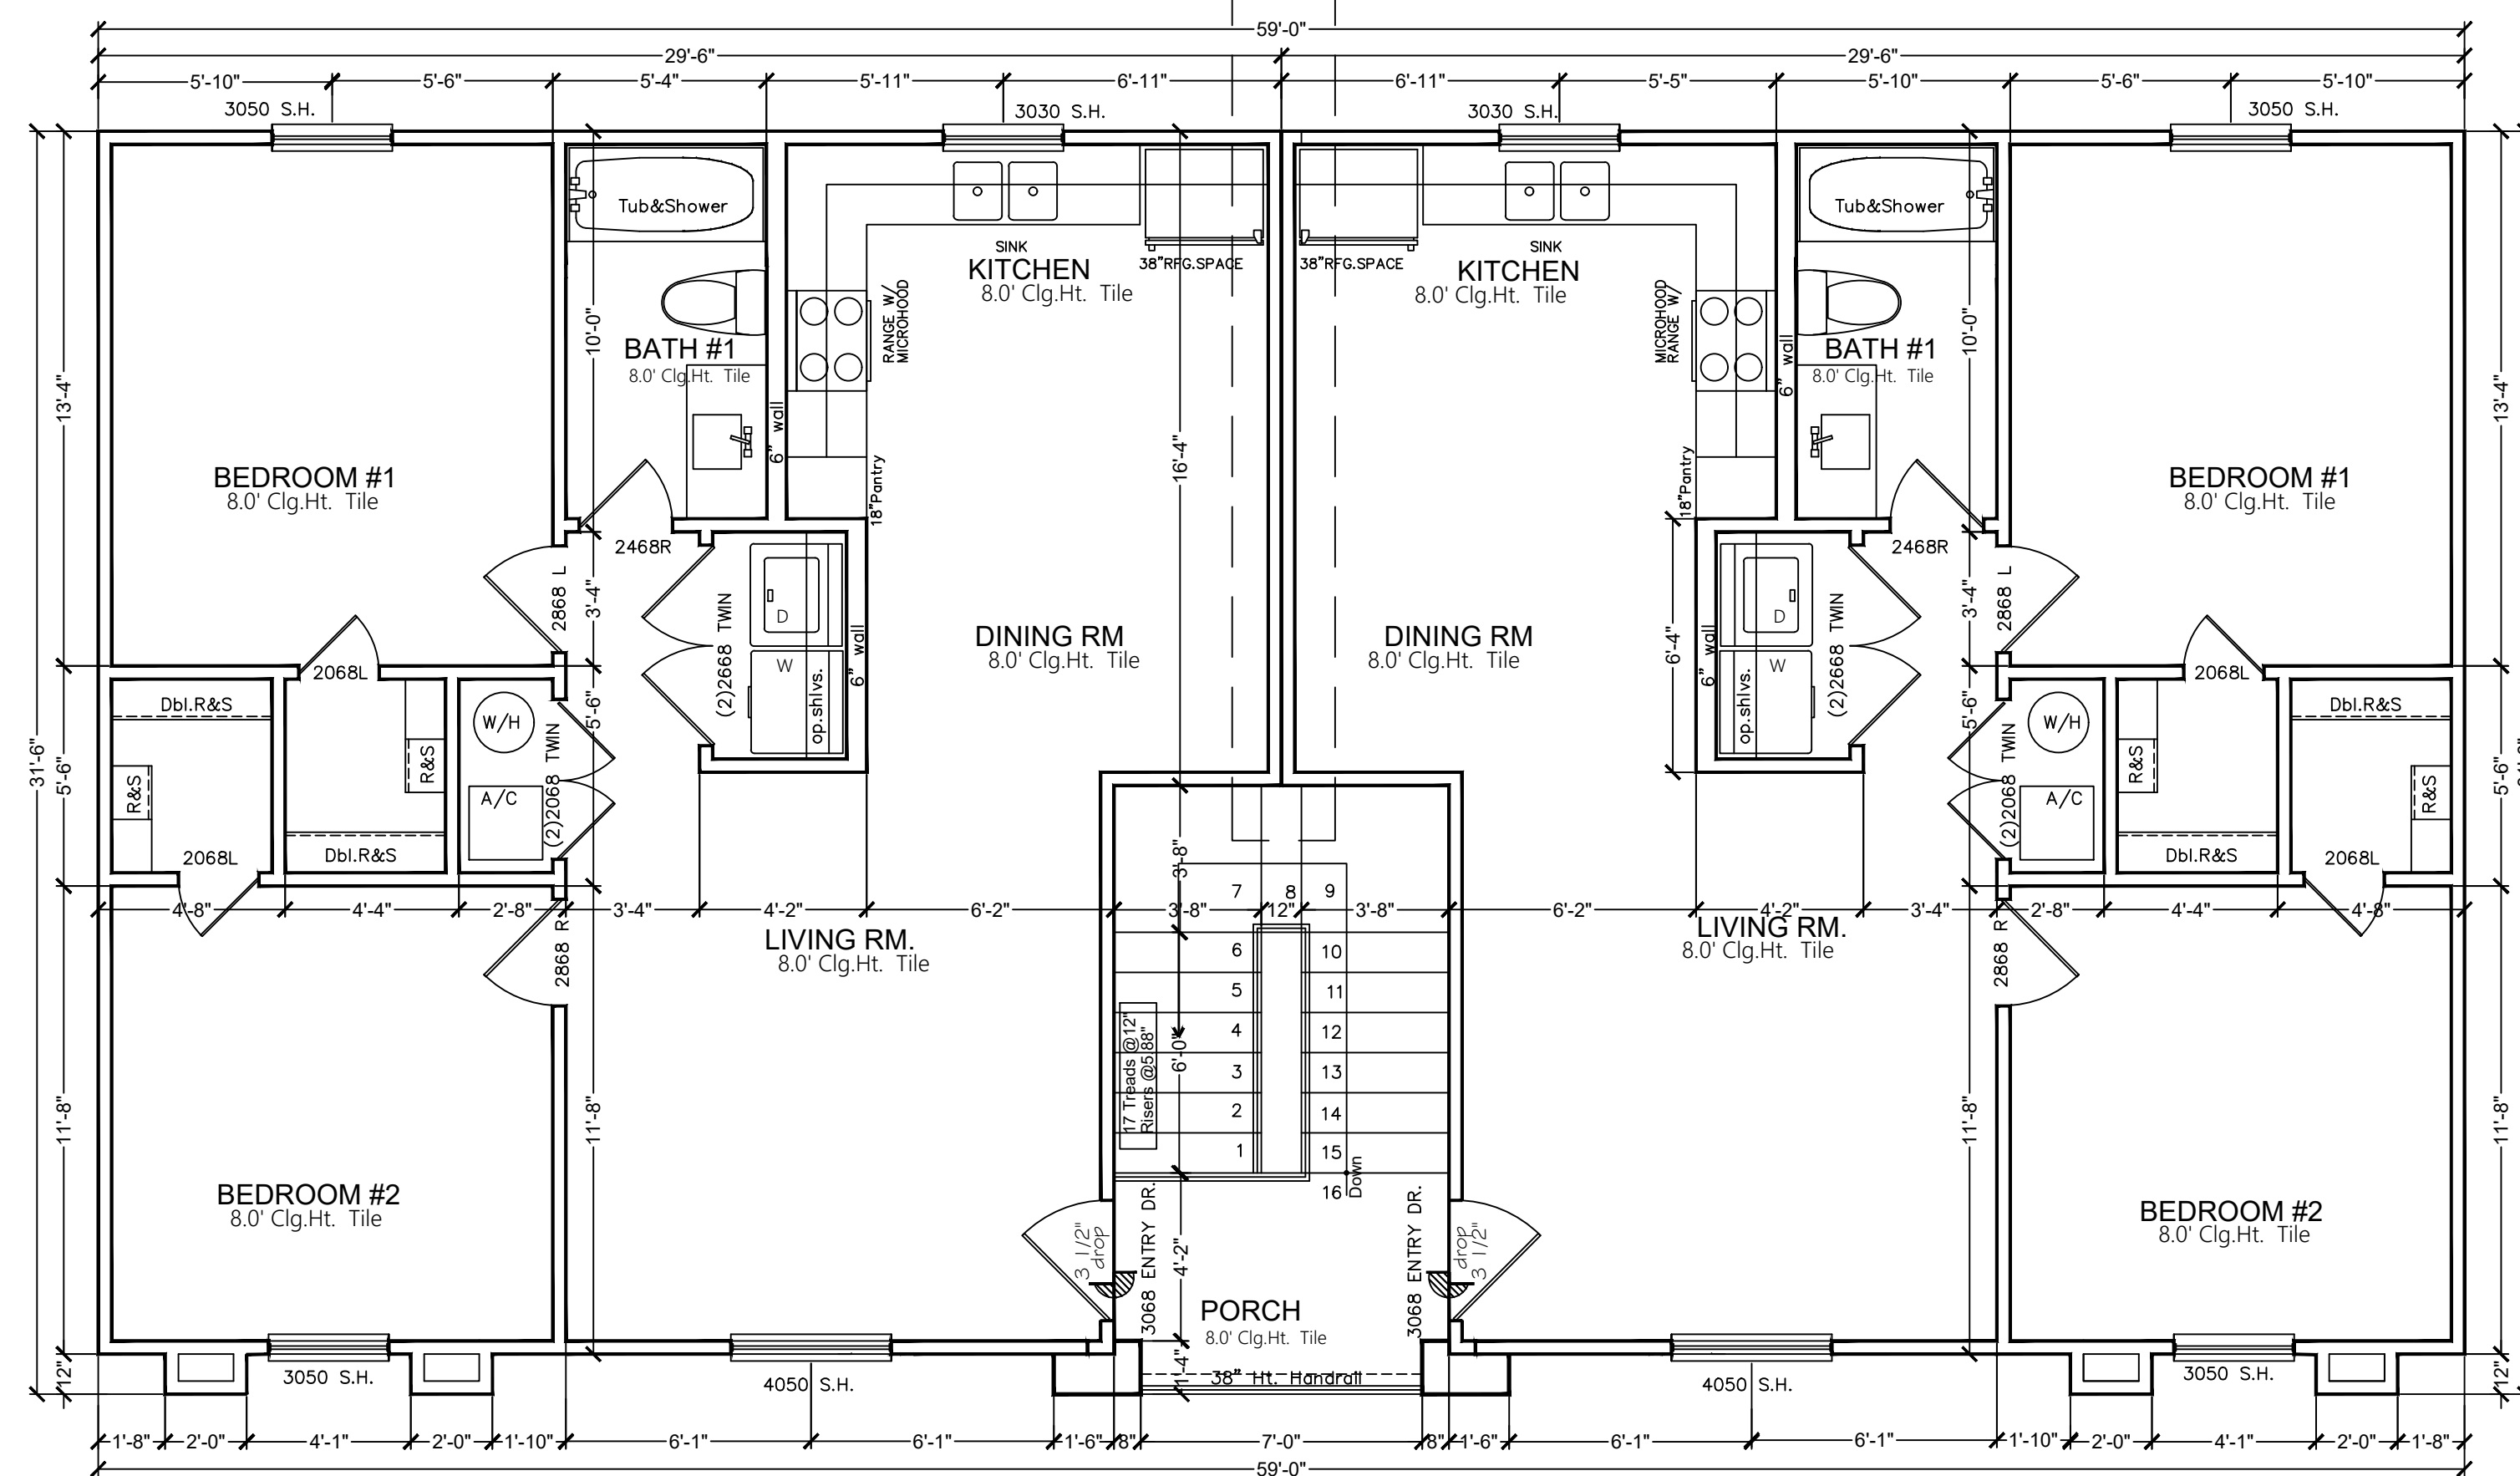 59'-0"
29'-6" 29'-6"
5'-10" 5'-6" 5'-4" 5'-11" 6'-11" 6'-11" 5'-5" 5'-10" 5'-6" 5'-10"
3050 S.H. 3030 S.H. 3030 S.H. 3050 S.H.
Tub&Shower Tub&Shower
SINK SINK
KITCHEN KITCHEN
8.0' Clg.Ht. Tile 8.0' Clg.Ht. Tile
38"RFG.SPACE 38"RFG.SPACE
RANGE W/
MICROHOOD
MICROHOOD
RANGE W/
10'-0" 10'-0"
BATH #1 BATH #1
8.0' Clg.Ht. Tile 8.0' Clg.Ht. Tile
6" wall 6" wall
13'-4" 13'-4"
16'-4"
BEDROOM #1 BEDROOM #1
8.0' Clg.Ht. Tile 8.0' Clg.Ht. Tile
18"Pantry 18"Pantry
2468R 2468R
2868 L 2868 L
3'-4" 3'-4"
(2)2668 TWIN (2)2668 TWIN
D D
W W
op.shlvs. op.shlvs.
6" wall 6" wall
6'-4"
DINING RM DINING RM
8.0' Clg.Ht. Tile 8.0' Clg.Ht. Tile
2068L 2068L
Dbl.R&S Dbl.R&S
W/H W/H
A/C A/C
R&S R&S R&S R&S
(2)2068 TWIN (2)2068 TWIN
31'-6"
5'-6" 5'-6" 5'-6" 5'-6"
Dbl.R&S Dbl.R&S
2068L 2068L
3'-8"
7 8 9
4'-8" 4'-4" 2'-8" 3'-4" 4'-2" 6'-2" 3'-8" 12" 3'-8" 6'-2" 4'-2" 3'-4" 2'-8" 4'-4" 4'-8"
2868 R 2868 R
LIVING RM. LIVING RM.
8.0' Clg.Ht. Tile 8.0' Clg.Ht. Tile
6 10
5 11
4 12
3 13
2 14
1 15
16
Down
17 Treads @12"
Risers @5.88"
6'-0"
11'-8" 11'-8" 11'-8" 11'-8"
BEDROOM #2 BEDROOM #2
8.0' Clg.Ht. Tile 8.0' Clg.Ht. Tile
3 1/2"
drop
drop
3 1/2"
3068 ENTRY DR. 3068 ENTRY DR.
4'-2"
PORCH
8.0' Clg.Ht. Tile
1'-4"
38" Ht. Handrail
12" 12"
3050 S.H. 4050 S.H. 4050 S.H. 3050 S.H.
1'-8" 2'-0" 4'-1" 2'-0" 1'-10" 6'-1" 6'-1" 1'-6" 8" 7'-0" 8" 1'-6" 6'-1" 6'-1" 1'-10" 2'-0" 4'-1" 2'-0" 1'-8"
59'-0"